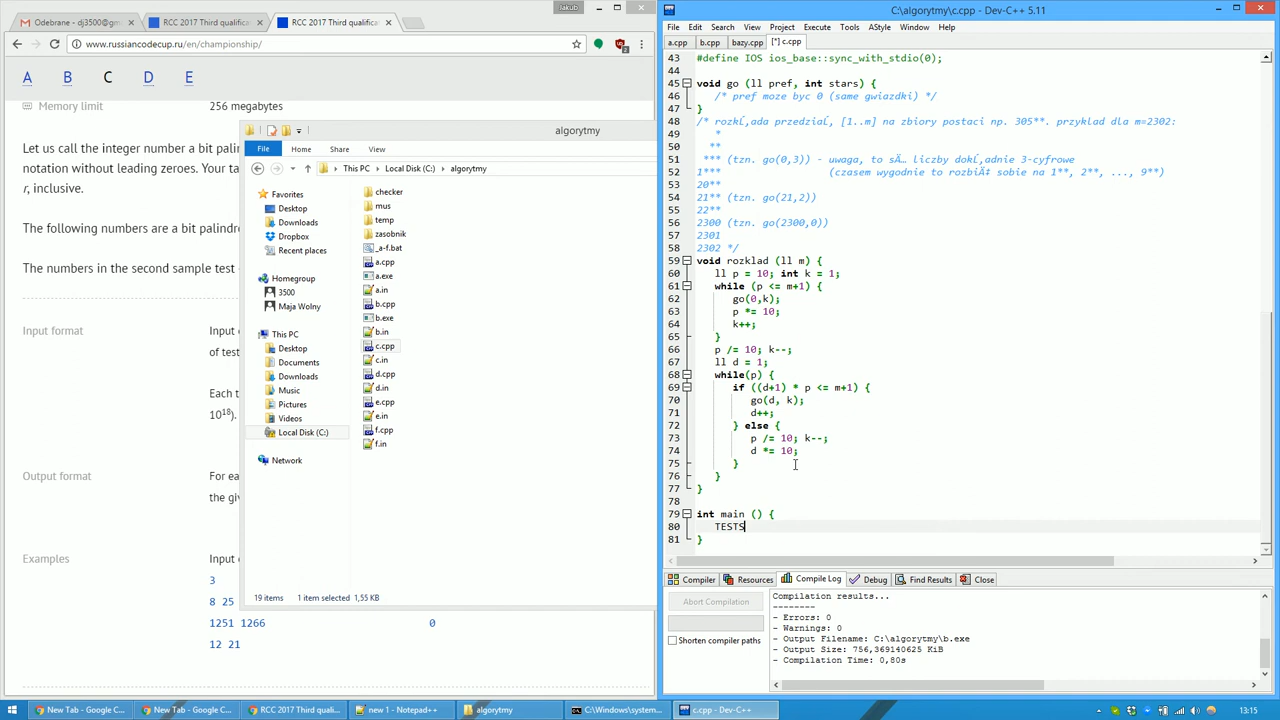 Odebrane - dj3500@gm
RCC 2017 Third qualifica
RCC 2017 Third qualifica
Jakub
www.russiancodecup.ru/en/championship/
A B C D E
Memory limit 256 megabytes
Let us call the integer number a bit palin
notation without leading zeroes. Your ta
r, inclusive.
The following numbers are a bit palindro
The numbers in the second sample test
Input format
Input c
of test
Each t
10^18).
Output format
For ea
the giv
Examples
Input c
3
8 25
1251 1266
0
12 21
algorytmy
File Home Share View
This PC Local Disk (C:) algorytmy
Favorites
Desktop
Downloads
Dropbox
Recent places
Homegroup
3500
Maja Wolny
This PC
Desktop
Documents
Downloads
Music
Pictures
Videos
Local Disk (C:)
Network
checker
mus
temp
zasobnik
_a-f.bat
a.cpp
a.exe
a.in
b.cpp
b.exe
b.in
c.cpp
c.in
d.cpp
d.in
e.cpp
e.in
f.cpp
f.in
19 items 1 item selected 1,55 KB
C:\algorytmy\c.cpp - Dev-C++ 5.11
File Edit Search View Project Execute Tools AStyle Window Help
a.cpp b.cpp bazy.cpp [*] c.cpp
43 #define IOS ios_base::sync_with_stdio(0);
44
45 void go (ll pref, int stars) {
46 /* pref moze byc 0 (same gwiazdki) */
47 }
48 /* rozkĹ‚ada przedziaĹ‚ [1..m] na zbiory postaci np. 305**. przyklad dla m=2302:
49 *
50 **
51 *** (tzn. go(0,3)) - uwaga, to sÄ… liczby dokĹ‚adnie 3-cyfrowe
52 1*** (czasem wygodnie to rozbiÄ‡ sobie na 1**, 2**, ..., 9**)
53 20**
54 21** (tzn. go(21,2))
55 22**
56 2300 (tzn. go(2300,0))
57 2301
58 2302 */
59 void rozklad (ll m) {
60 ll p = 10; int k = 1;
61 while (p <= m+1) {
62 go(0,k);
63 p *= 10;
64 k++;
65 }
66 p /= 10; k--;
67 ll d = 1;
68 while(p) {
69 if ((d+1) * p <= m+1) {
70 go(d, k);
71 d++;
72 } else {
73 p /= 10; k--;
74 d *= 10;
75 }
76 }
77 }
78
79 int main () {
80 TESTS
81 }
Compiler Resources Compile Log Debug Find Results Close
Abort Compilation
Shorten compiler paths
Compilation results...
--------
- Errors: 0
- Warnings: 0
- Output Filename: C:\algorytmy\b.exe
- Output Size: 756,369140625 KiB
- Compilation Time: 0,80s
New Tab - Google C...
New Tab - Google C...
RCC 2017 Third quali...
new 1 - Notepad++
algorytmy
C:\Windows\system...
c.cpp - Dev-C++
13:15